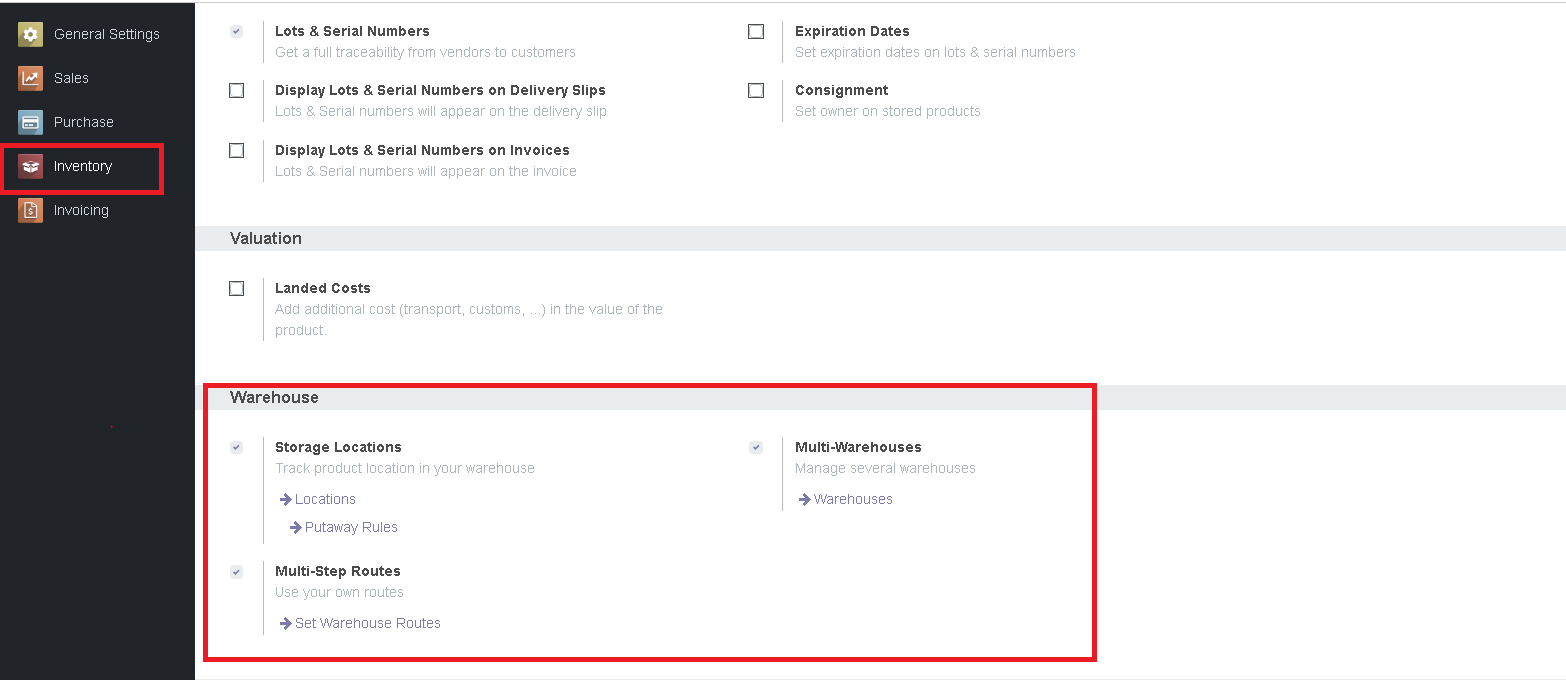 General Settings
Sales
Purchase
Inventory
Invoicing
Lots & Serial Numbers
Get a full traceability from vendors to customers
Expiration Dates
Set expiration dates on lots & serial numbers
Display Lots & Serial Numbers on Delivery Slips
Lots & Serial numbers will appear on the delivery slip
Consignment
Set owner on stored products
Display Lots & Serial Numbers on Invoices
Lots & Serial numbers will appear on the invoice
Valuation
Landed Costs
Add additional cost (transport, customs, ...) in the value of the
product.
Warehouse
Storage Locations
Track product location in your warehouse
Locations
Putaway Rules
Multi-Warehouses
Manage several warehouses
Warehouses
Multi-Step Routes
Use your own routes
Set Warehouse Routes